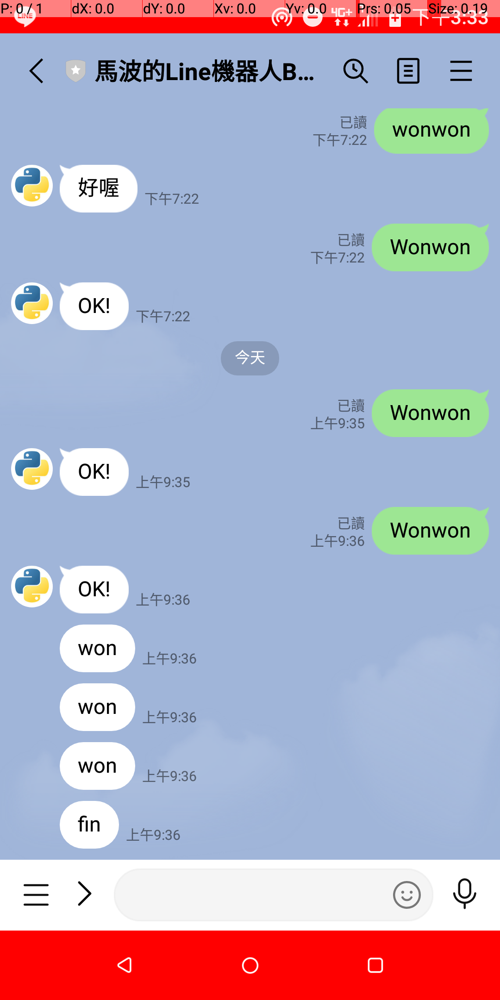 P: 0 / 1 dX: 0.0 dY: 0.0 Xv: 0.0 Yv: 0.0 Prs: 0.05 Size: 0.19
LINE 4G+ 下午3:33
馬波的Line機器人B...
已讀
下午7:22
wonwon
好喔
下午7:22
已讀
下午7:22
Wonwon
OK!
下午7:22
今天
已讀
上午9:35
Wonwon
OK!
上午9:35
已讀
上午9:36
Wonwon
OK!
上午9:36
won
上午9:36
won
上午9:36
won
上午9:36
fin
上午9:36